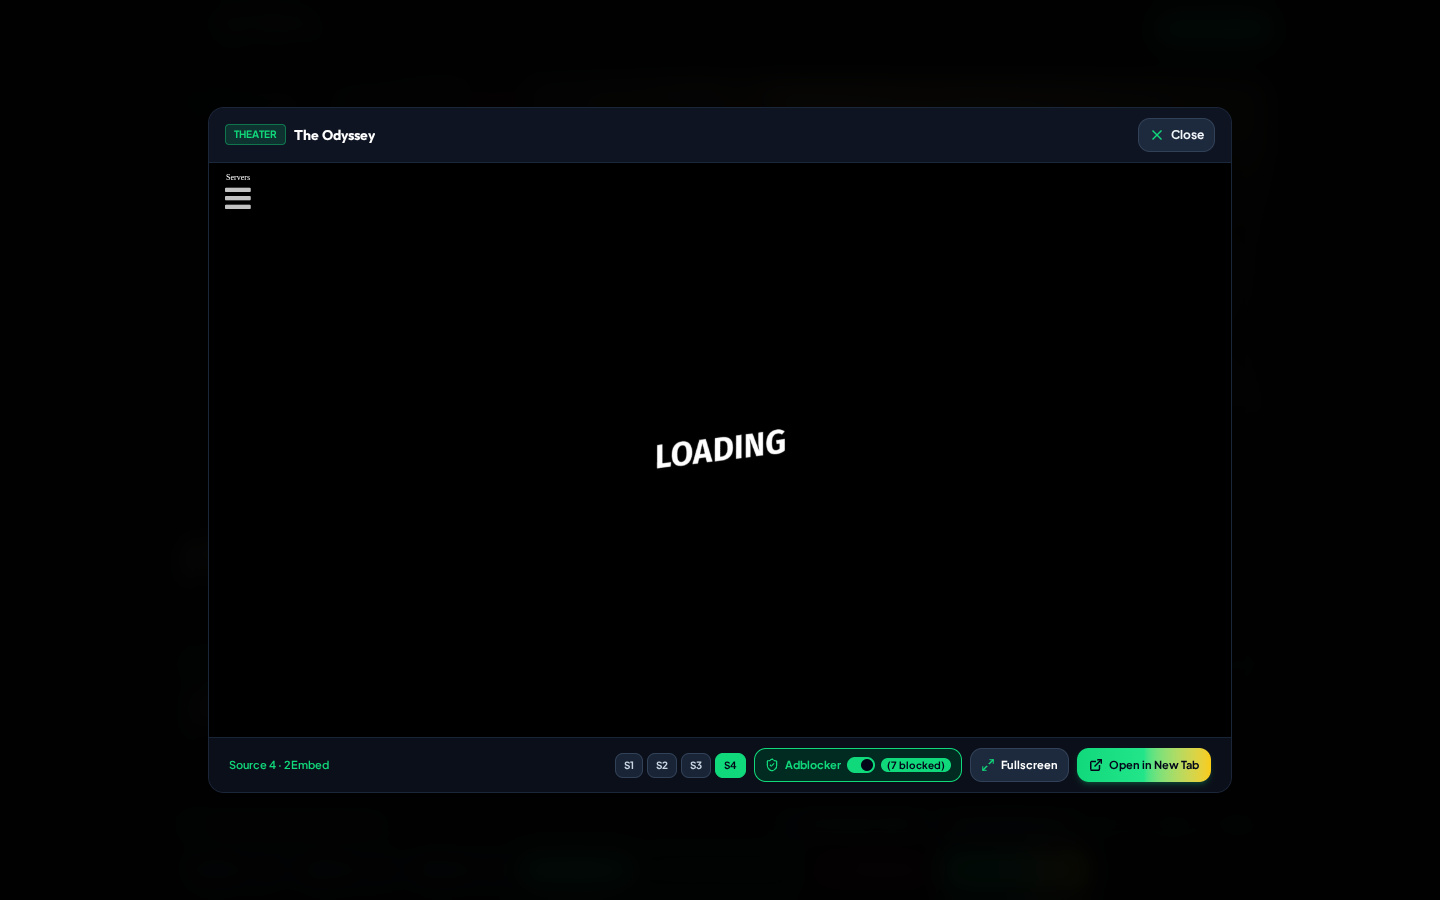 THEATER
The Odyssey
Close
Servers
LOADING
Source 4 · 2Embed
S1
S2
S3
S4
Adblocker
(7 blocked)
Fullscreen
Open in New Tab